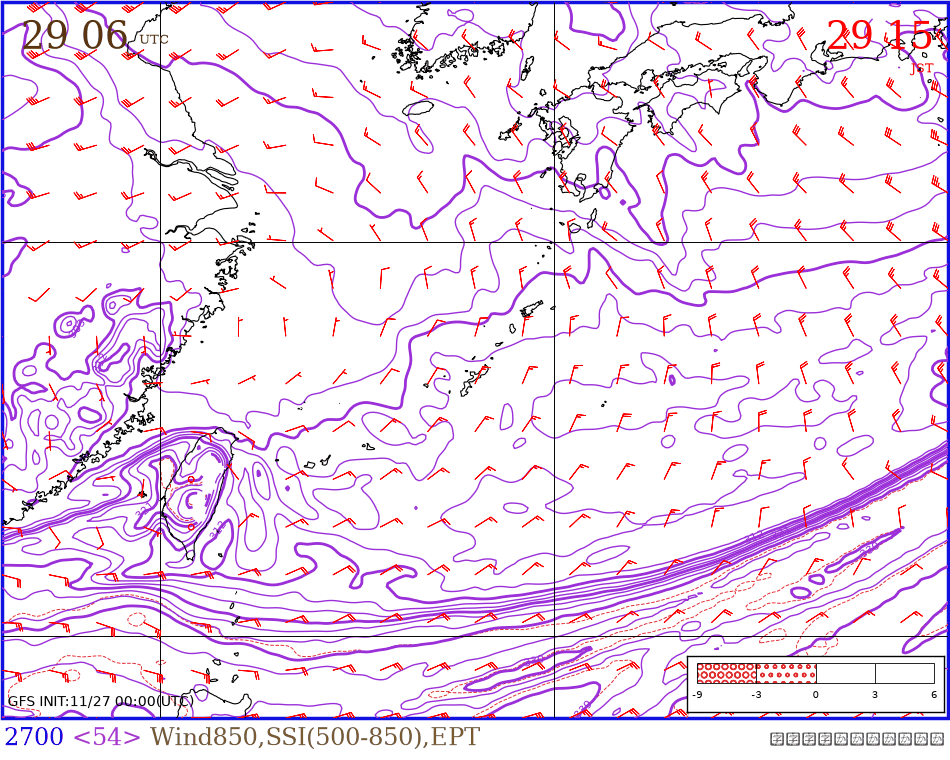 29 06 UTC
29 15
JST
GFS INIT:11/27 00:00(UTC)
-9 -3 0 3 6
2700 <54> Wind850,SSI(500-850),EPT